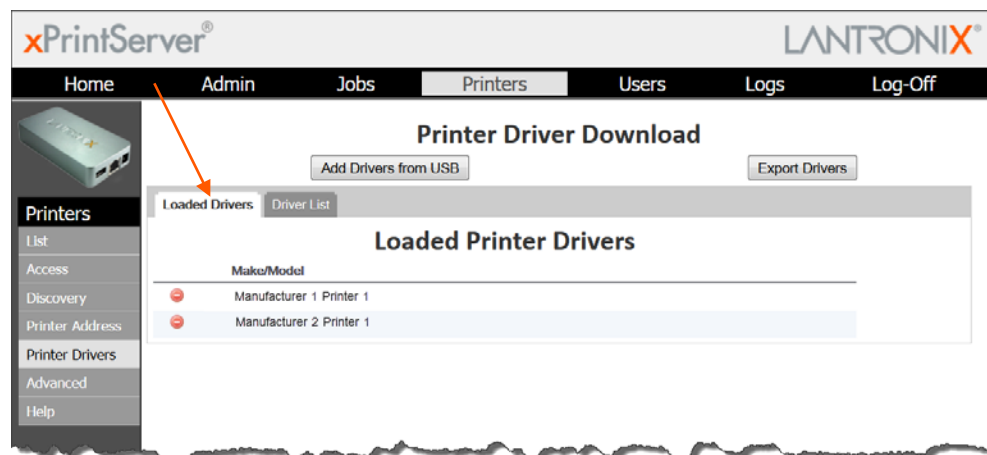 xPrintServer®
LANTRONIX®
Home Admin Jobs Printers Users Logs Log-Off
Printer Driver Download
Add Drivers from USB Export Drivers
Loaded Drivers Driver List
Loaded Printer Drivers
Make/Model
Manufacturer 1 Printer 1
Manufacturer 2 Printer 1
LANTRONIX
Printers
List
Access
Discovery
Printer Address
Printer Drivers
Advanced
Help